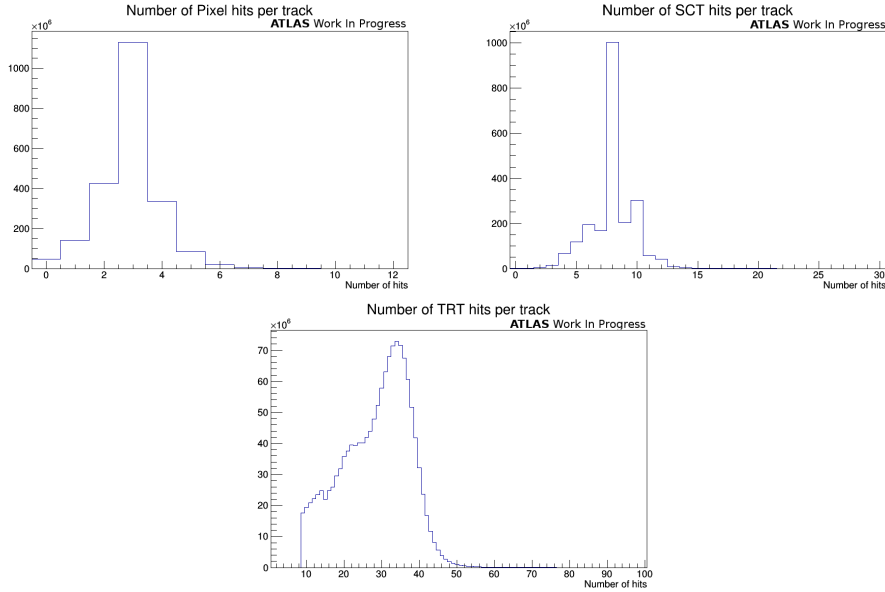 Number of Pixel hits per track
×10⁶ ATLAS Work In Progress
1000
800
600
400
200
0
0 2 4 6 8 10 12
Number of hits
Number of SCT hits per track
×10⁶ ATLAS Work In Progress
1000
800
600
400
200
0
0 5 10 15 20 25 30
Number of hits
Number of TRT hits per track
×10⁶ ATLAS Work In Progress
70
60
50
40
30
20
10
0
10 20 30 40 50 60 70 80 90 100
Number of hits